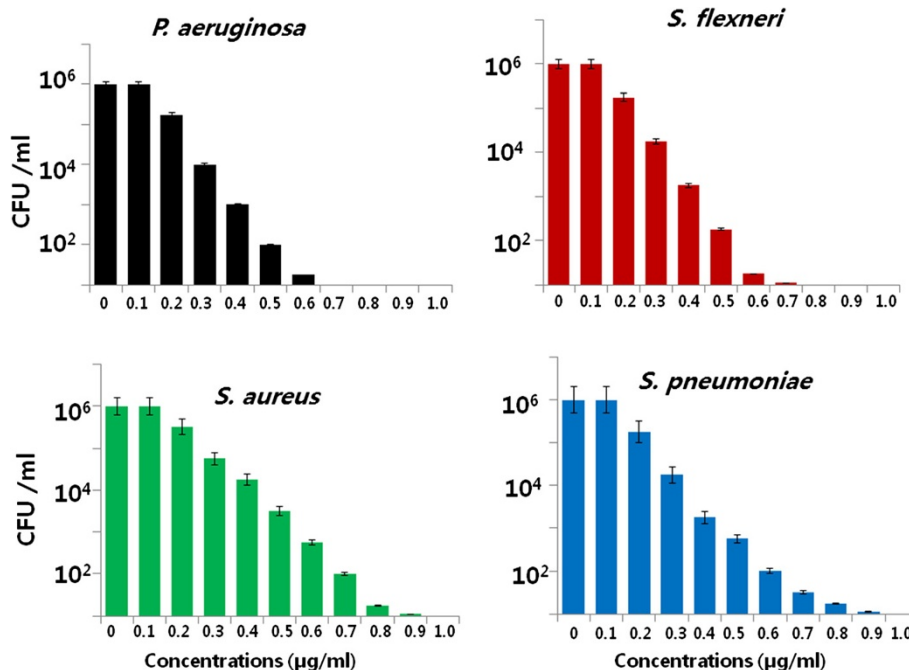 P. aeruginosa
CFU /ml
10⁶
10⁴
10²
0 0.1 0.2 0.3 0.4 0.5 0.6 0.7 0.8 0.9 1.0
S. flexneri
10⁶
10⁴
10²
0 0.1 0.2 0.3 0.4 0.5 0.6 0.7 0.8 0.9 1.0
S. aureus
CFU /ml
10⁶
10⁴
10²
0 0.1 0.2 0.3 0.4 0.5 0.6 0.7 0.8 0.9 1.0
Concentrations (µg/ml)
S. pneumoniae
10⁶
10⁴
10²
0 0.1 0.2 0.3 0.4 0.5 0.6 0.7 0.8 0.9 1.0
Concentrations (µg/ml)